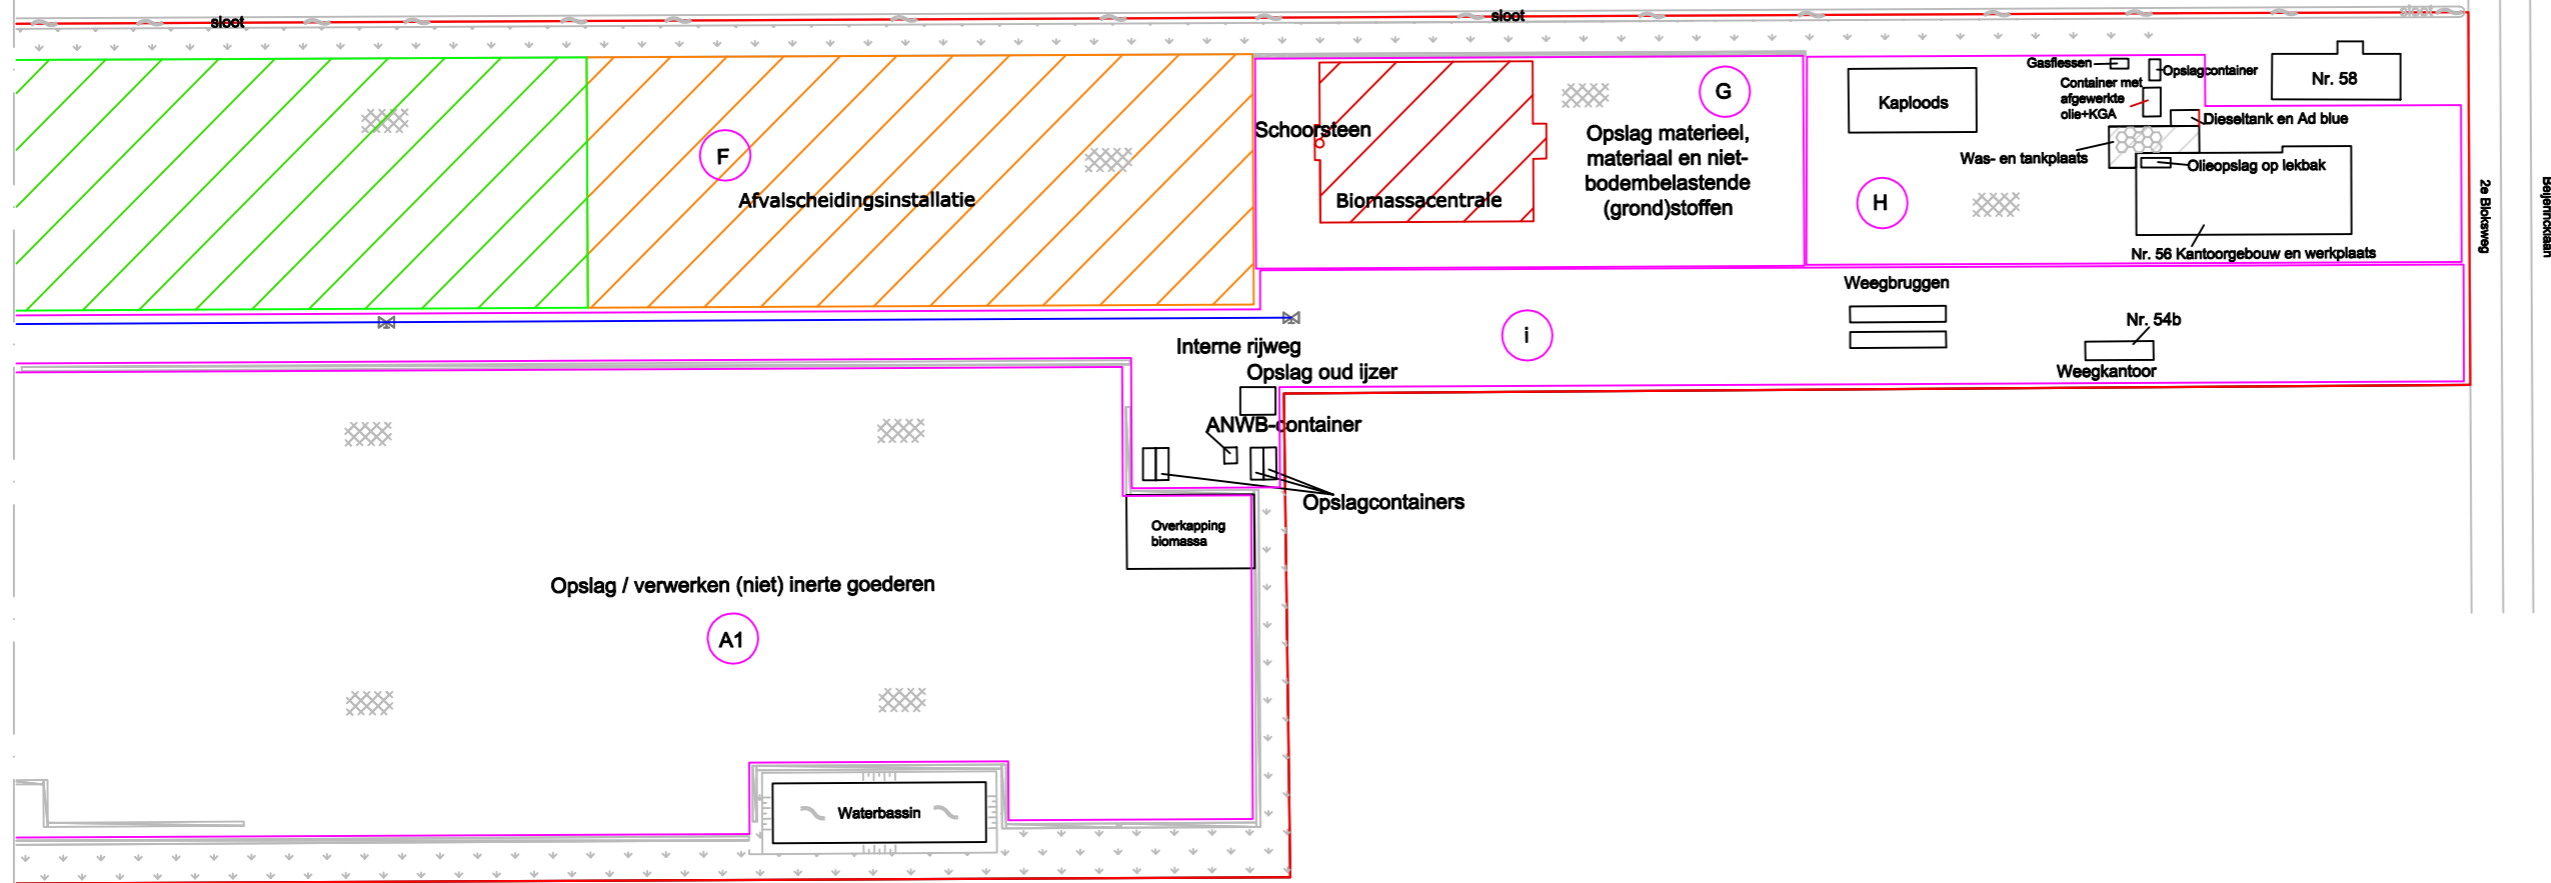 sloot
sloot
sloot
Gasflessen
Opslagcontainer
Container met
afgewerkte
olie+KGA
Nr. 58
Kaploods
Dieseltank en Ad blue
Was- en tankplaats
Olieopslag op lekbak
G
Opslag materieel,
materiaal en niet-
bodembelastende
(grond)stoffen
Schoorsteen
Biomassacentrale
F
Afvalscheidingsinstallatie
H
Nr. 56 Kantoorgebouw en werkplaats
2e Bloksweg
Beijerincklaan
Weegbruggen
i
Nr. 54b
Weegkantoor
Interne rijweg
Opslag oud ijzer
ANWB-container
Opslagcontainers
Overkapping
biomassa
Opslag / verwerken (niet) inerte goederen
A1
Waterbassin